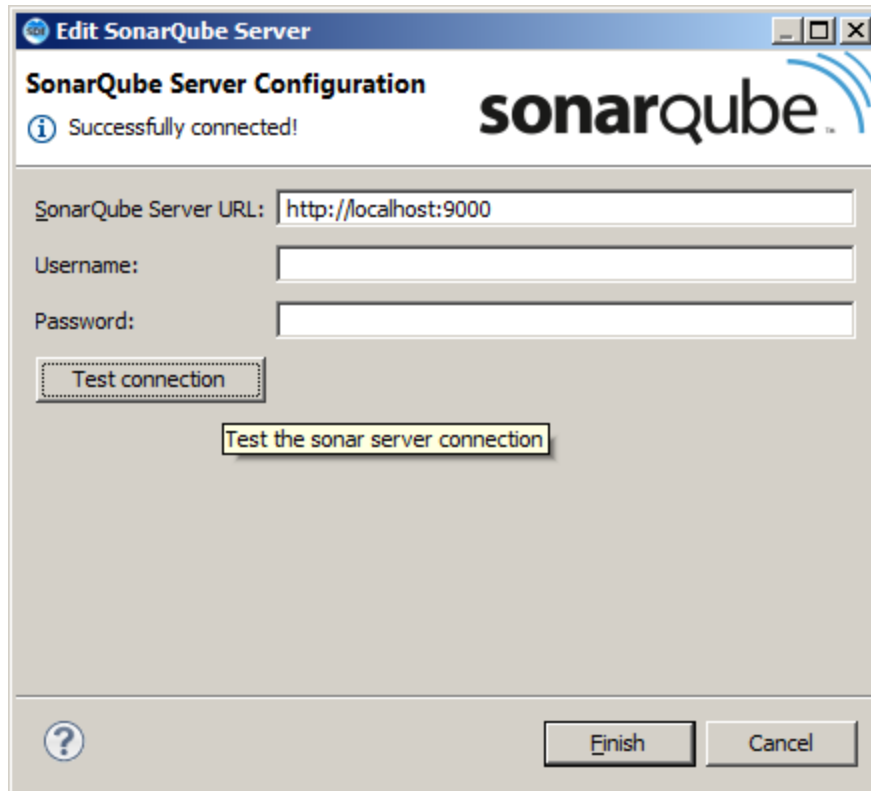 Edit SonarQube Server
SonarQube Server Configuration
Successfully connected!
sonarqube™
SonarQube Server URL: http://localhost:9000
Username:
Password:
Test connection
Test the sonar server connection
Finish Cancel